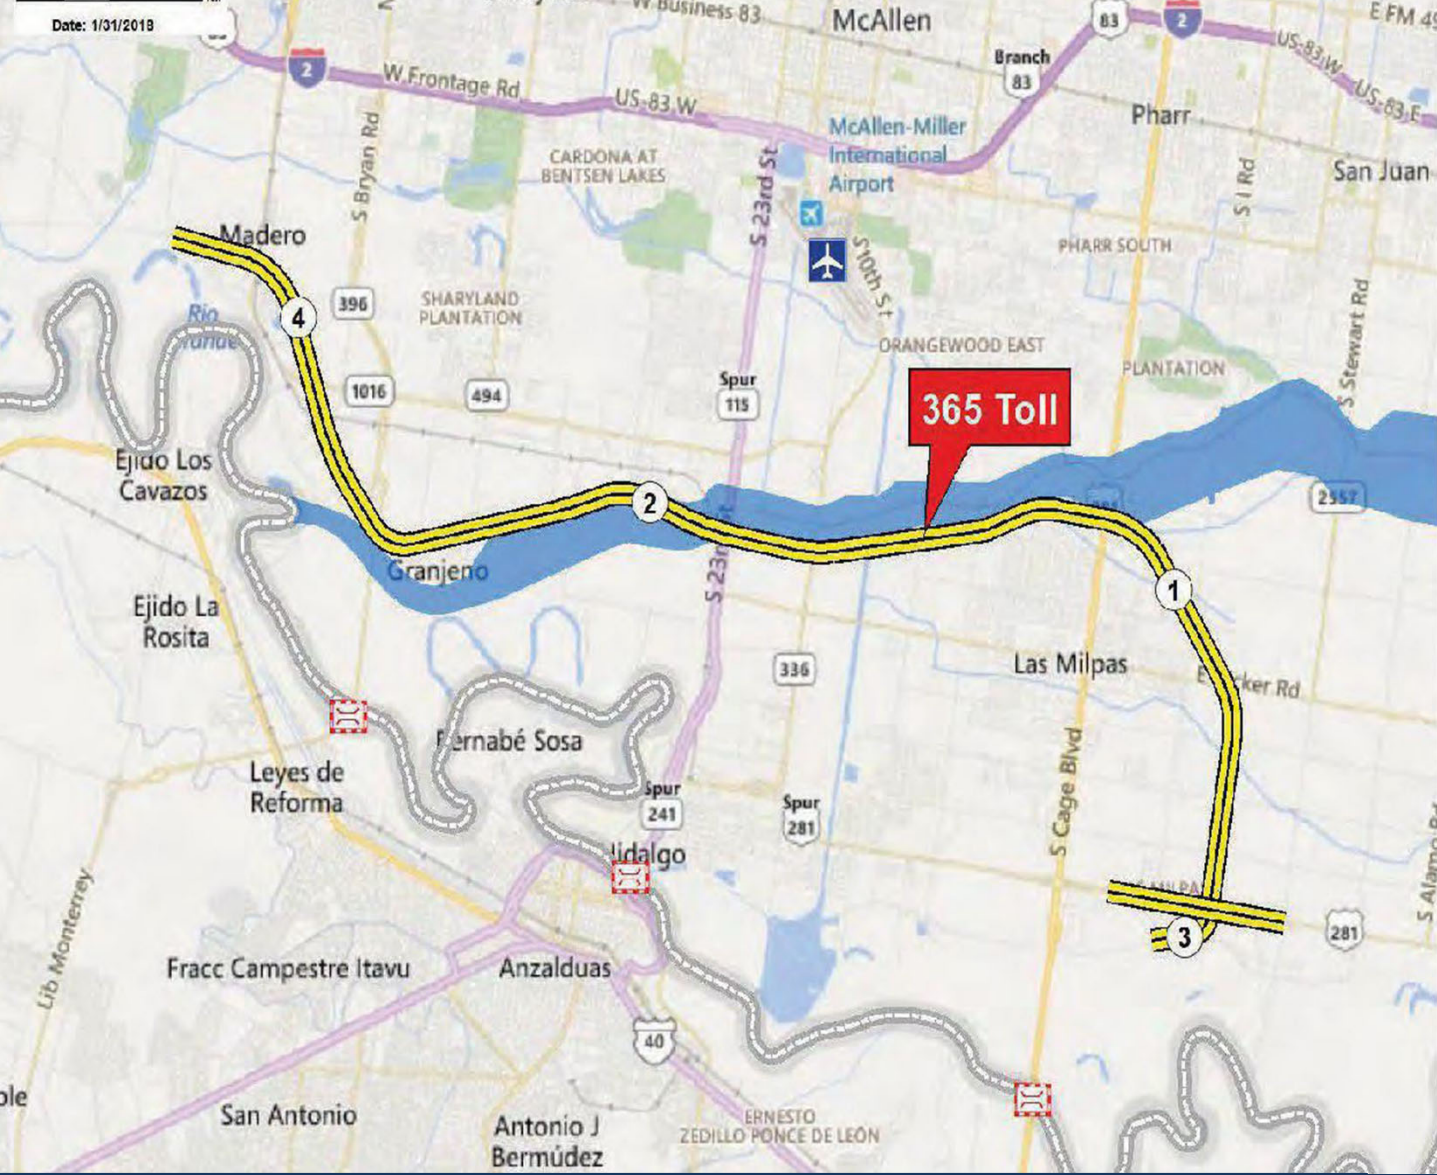 Date: 1/31/2018
W Business 83
McAllen
83
2
E FM
2
W Frontage Rd
US-83 W
Branch
83
US-83 W
US-83 E
Pharr
San Juan
McAllen-Miller
International
Airport
CARDONA AT
BENTSEN LAKES
S Bryan Rd
S 23rd St
S I Rd
Madero
S 10th St
PHARR SOUTH
396
SHARYLAND
PLANTATION
4
Rio
Grande
ORANGEWOOD EAST
PLANTATION
S Stewart Rd
1016
494
Spur
115
365 Toll
Ejido Los
Cavazos
2
2557
Granjeno
1
Ejido La
Rosita
336
Las Milpas
Bernabé Sosa
Leyes de
Reforma
Spur
241
Spur
281
S Cage Blvd
Hidalgo
Lib Monterrey
S Alamo Rd
3
281
Fracc Campestre Itavu
Anzalduas
40
San Antonio
Antonio J
Bermúdez
ERNESTO
ZEDILLO PONCE DE LEÓN